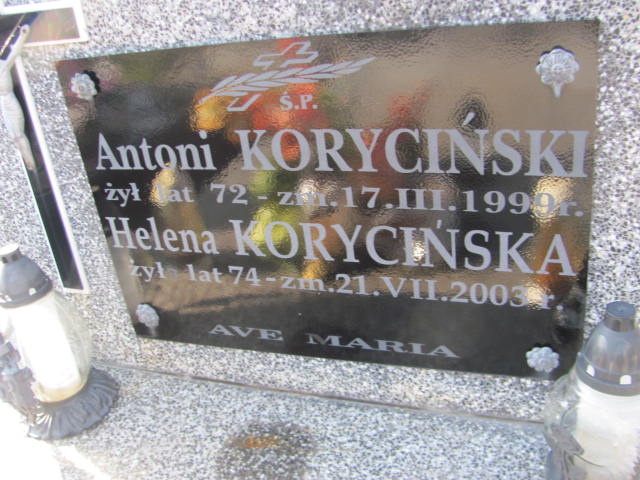 Ś.P.
Antoni KORYCIŃSKI
żył lat 72 - zm. 17. III. 1999 r.
Helena KORYCIŃSKA
żyła lat 74 - zm. 21. VII. 2003 r
AVE MARIA